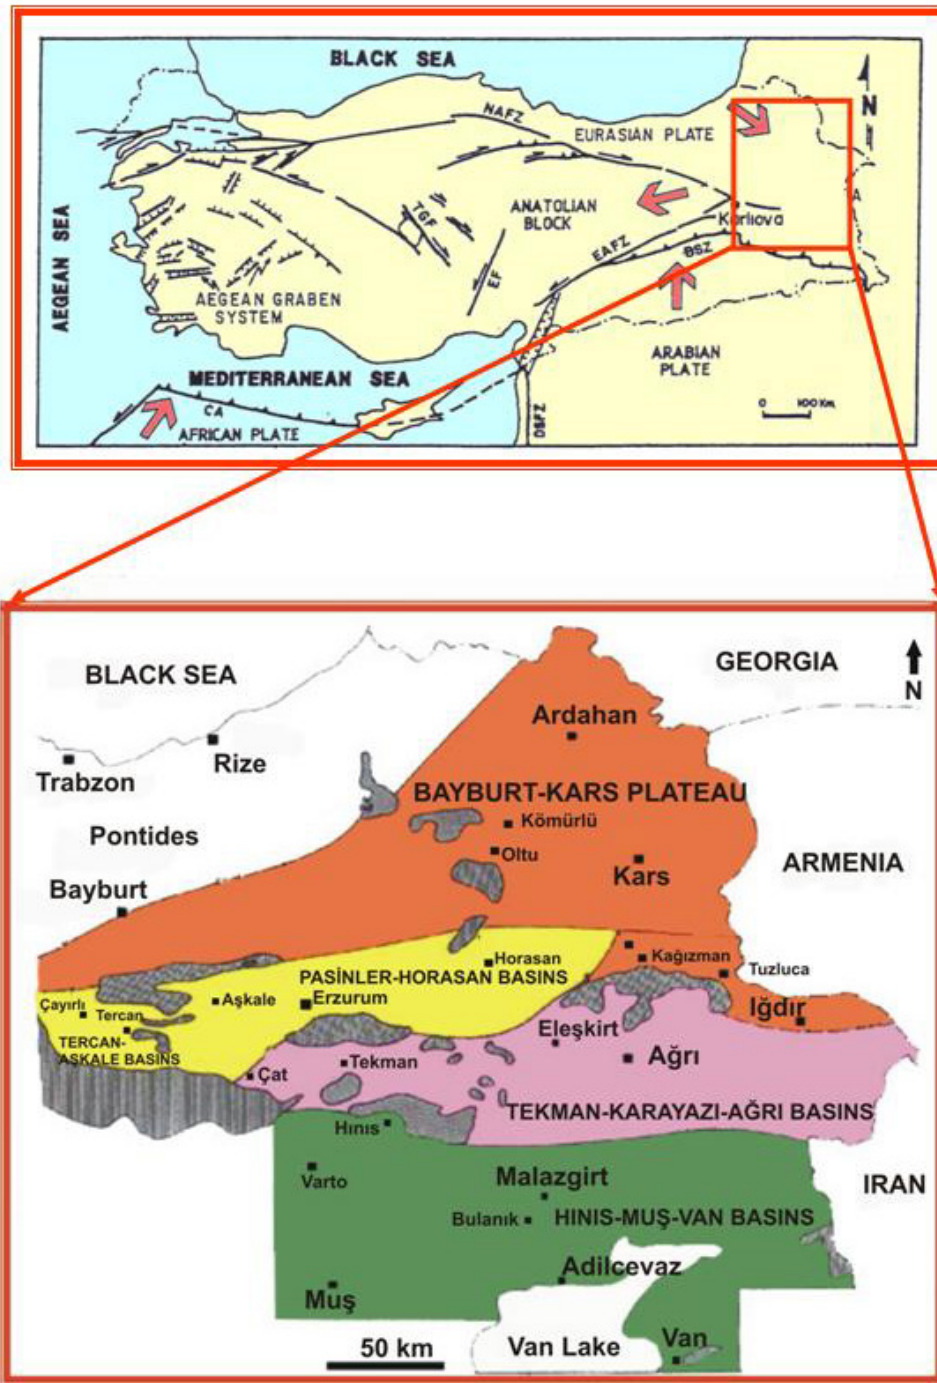 BLACK SEA
NAFZ
EURASIAN PLATE
N
AEGEAN SEA
ANATOLIAN
BLOCK
TGF
EF
EAFZ
BSZ
Karlıova
A
AEGEAN GRABEN
SYSTEM
MEDITERRANEAN SEA
CA
AFRICAN PLATE
DSFZ
ARABIAN
PLATE
0 100 Km
BLACK SEA
GEORGIA
N
Ardahan
Rize
Trabzon
BAYBURT-KARS PLATEAU
Kömürlü
Pontides
Oltu
ARMENIA
Kars
Bayburt
Horasan
Kağızman
Tuzluca
PASİNLER-HORASAN BASINS
Çayırlı
Tercan
Aşkale
Erzurum
Iğdır
TERCAN-
AŞKALE BASINS
Eleşkirt
Ağrı
Çat
Tekman
TEKMAN-KARAYAZI-AĞRI BASINS
Hınıs
Varto
Malazgirt
IRAN
Bulanık
HINIS-MUŞ-VAN BASINS
Adilcevaz
Muş
50 km
Van Lake
Van